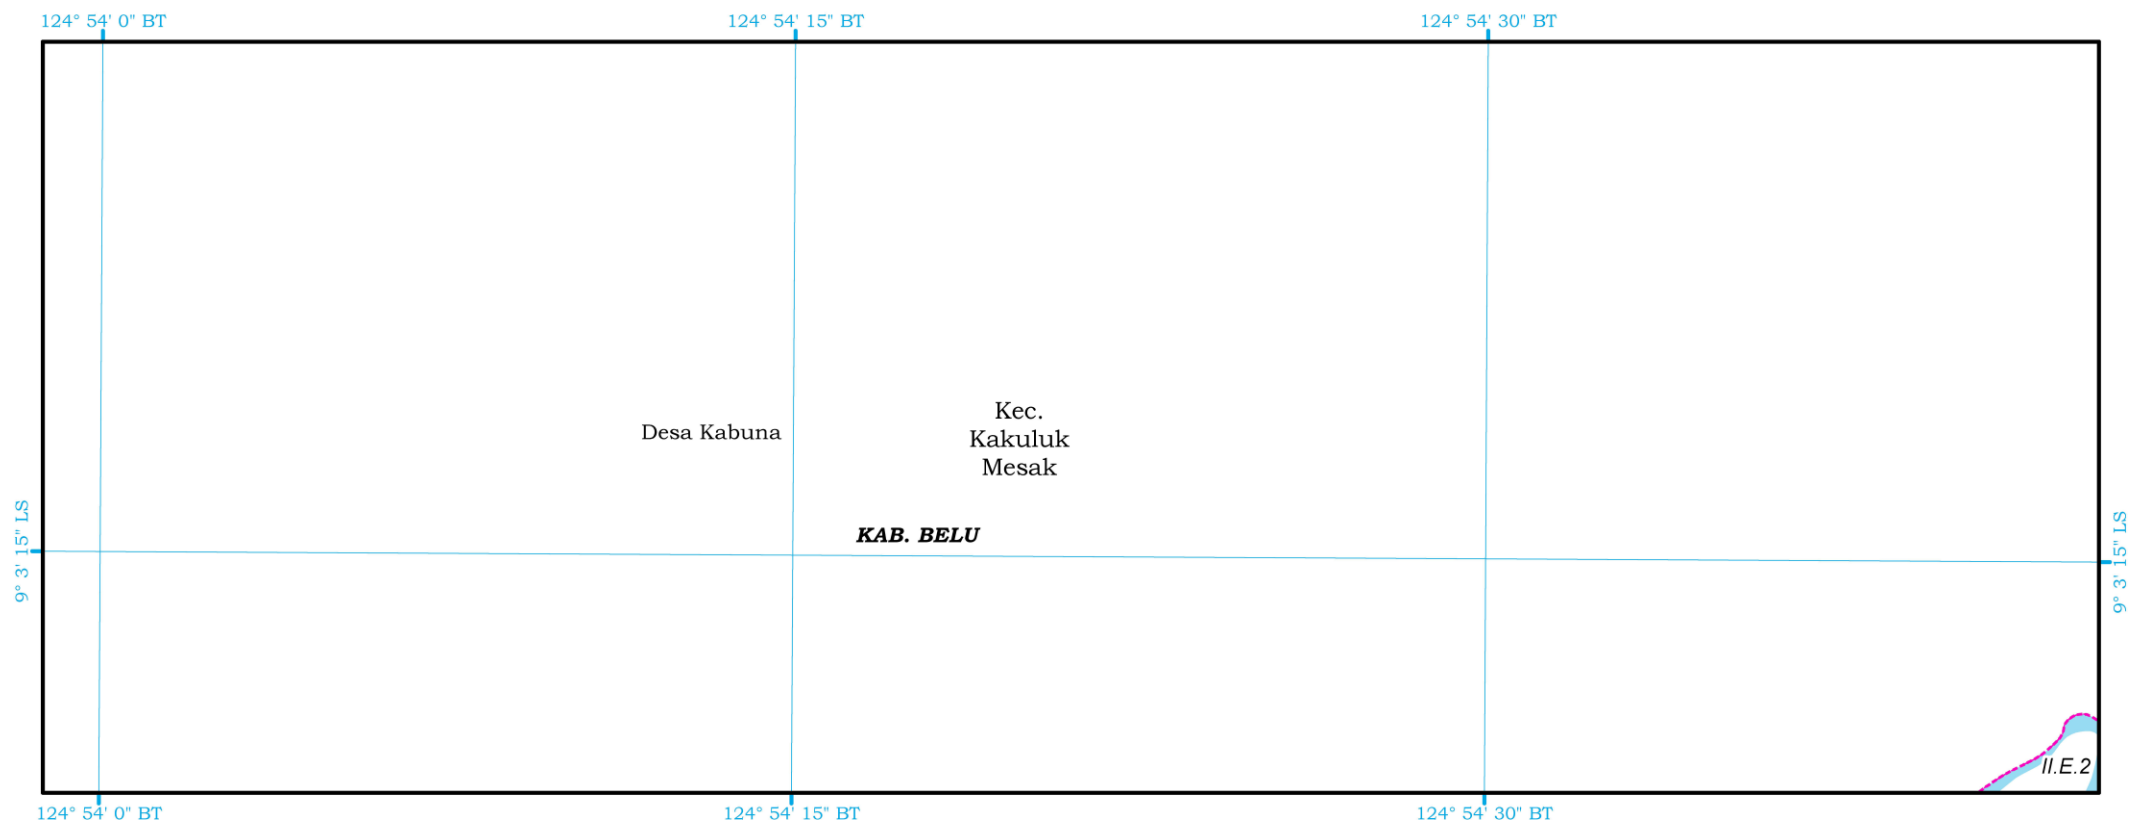 124° 54' 0" BT
124° 54' 15" BT
124° 54' 30" BT
Kec.
Kakuluk
Mesak
Desa Kabuna
KAB. BELU
9° 3' 15" LS
9° 3' 15" LS
II.E.2
124° 54' 0" BT
124° 54' 15" BT
124° 54' 30" BT